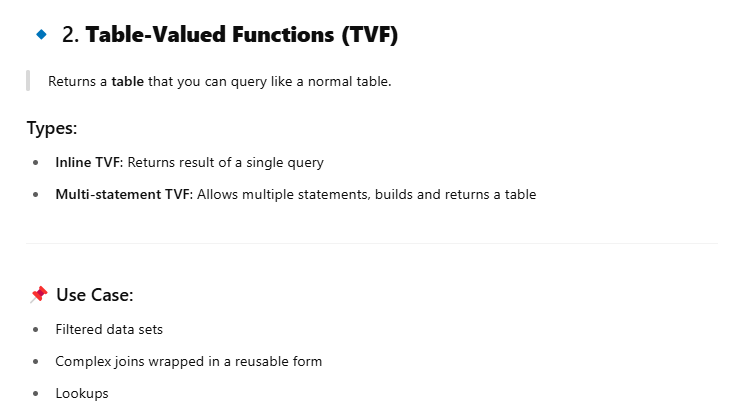 2. Table-Valued Functions (TVF)
Returns a table that you can query like a normal table.
Types:
Inline TVF: Returns result of a single query
Multi-statement TVF: Allows multiple statements, builds and returns a table
Use Case:
Filtered data sets
Complex joins wrapped in a reusable form
Lookups